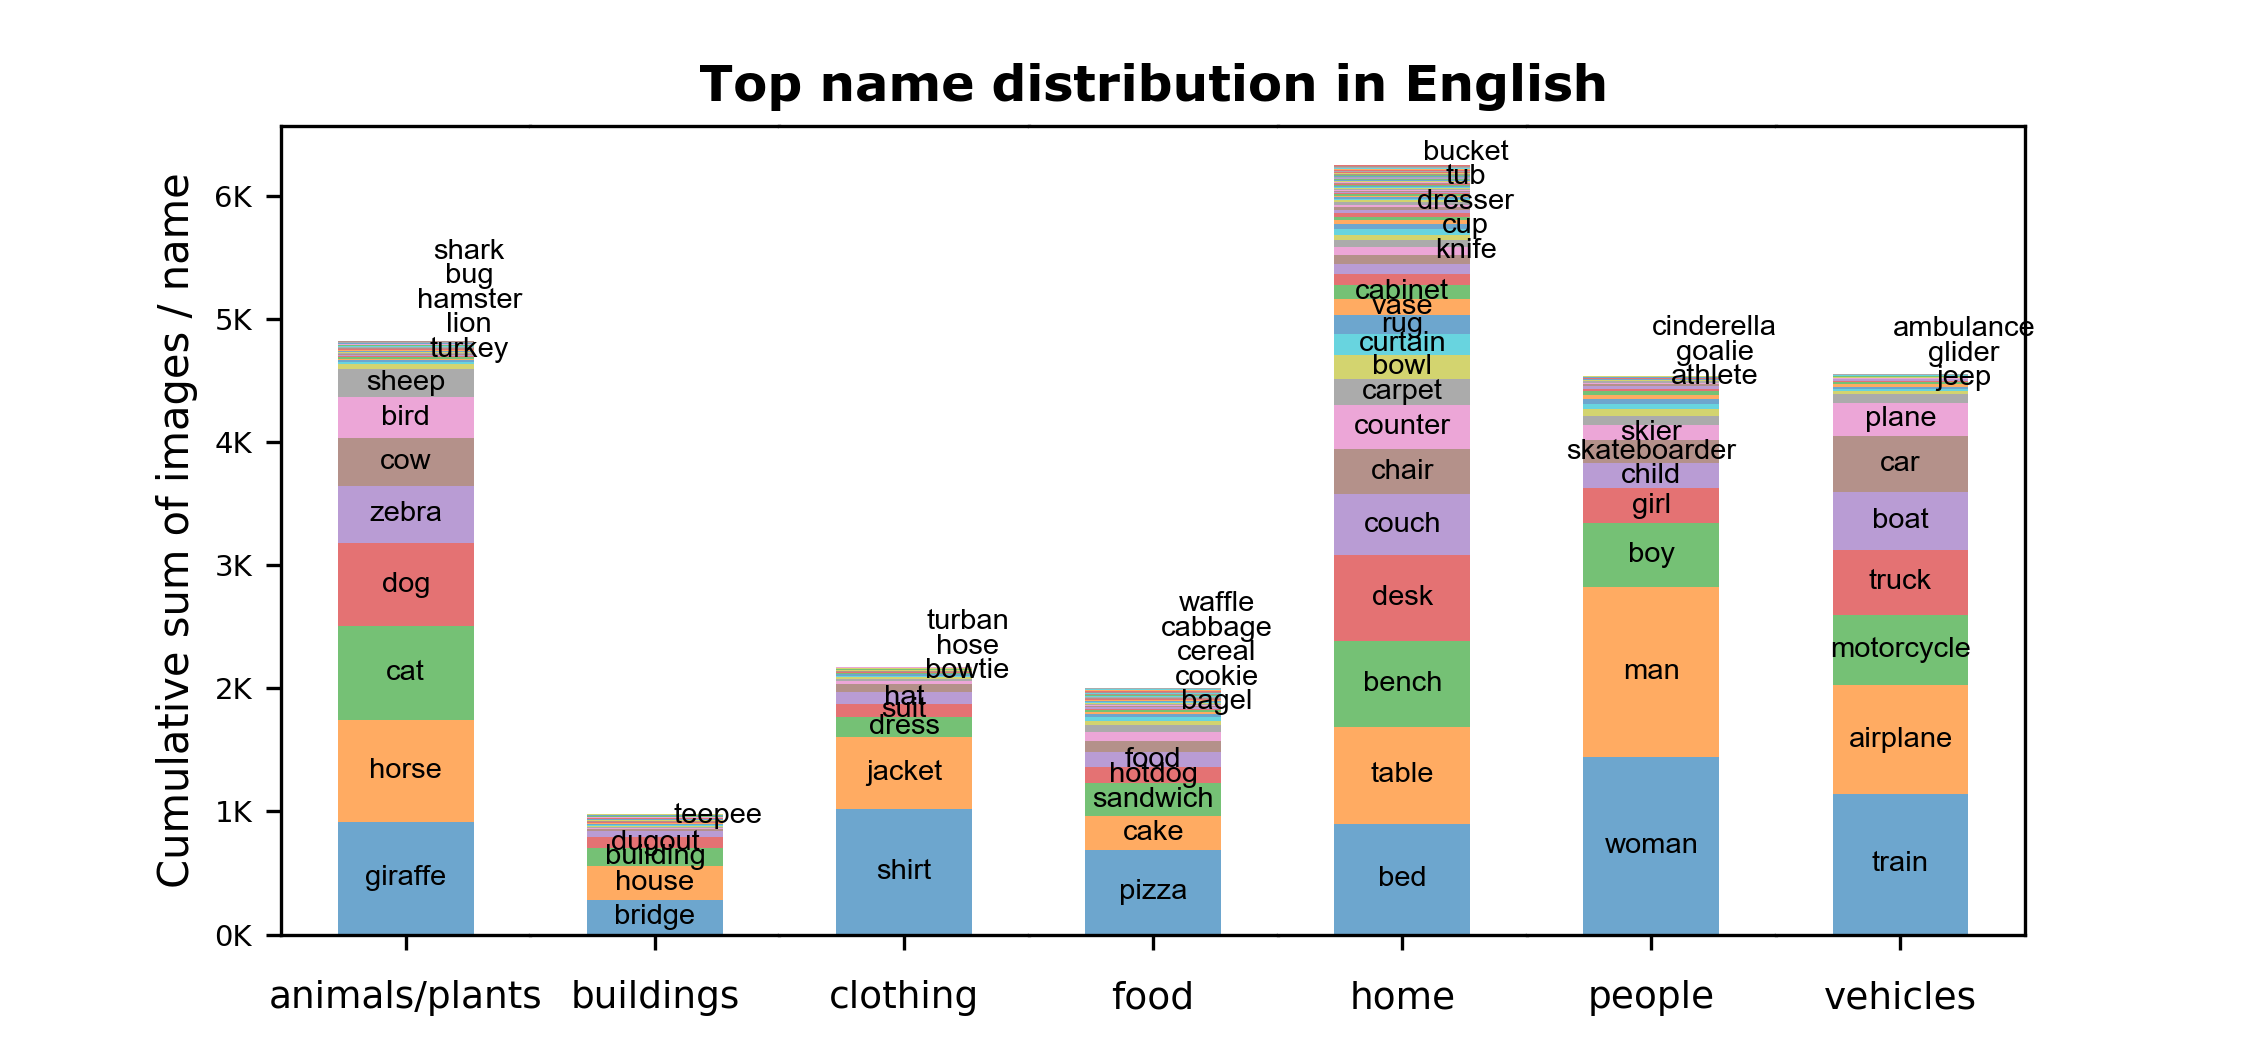 Top name distribution in English
Cumulative sum of images / name
6K
5K
4K
3K
2K
1K
0K
shark
bug
hamster
lion
turkey
sheep
bird
cow
zebra
dog
cat
horse
giraffe
teepee
dugout
building
house
bridge
turban
hose
bowtie
hat
suit
dress
jacket
shirt
waffle
cabbage
cereal
cookie
bagel
food
hotdog
sandwich
cake
pizza
bucket
tub
dresser
cup
knife
cabinet
vase
rug
curtain
bowl
carpet
counter
chair
couch
desk
bench
table
bed
cinderella
goalie
athlete
skier
skateboarder
child
girl
boy
man
woman
ambulance
glider
jeep
plane
car
boat
truck
motorcycle
airplane
train
animals/plants
buildings
clothing
food
home
people
vehicles